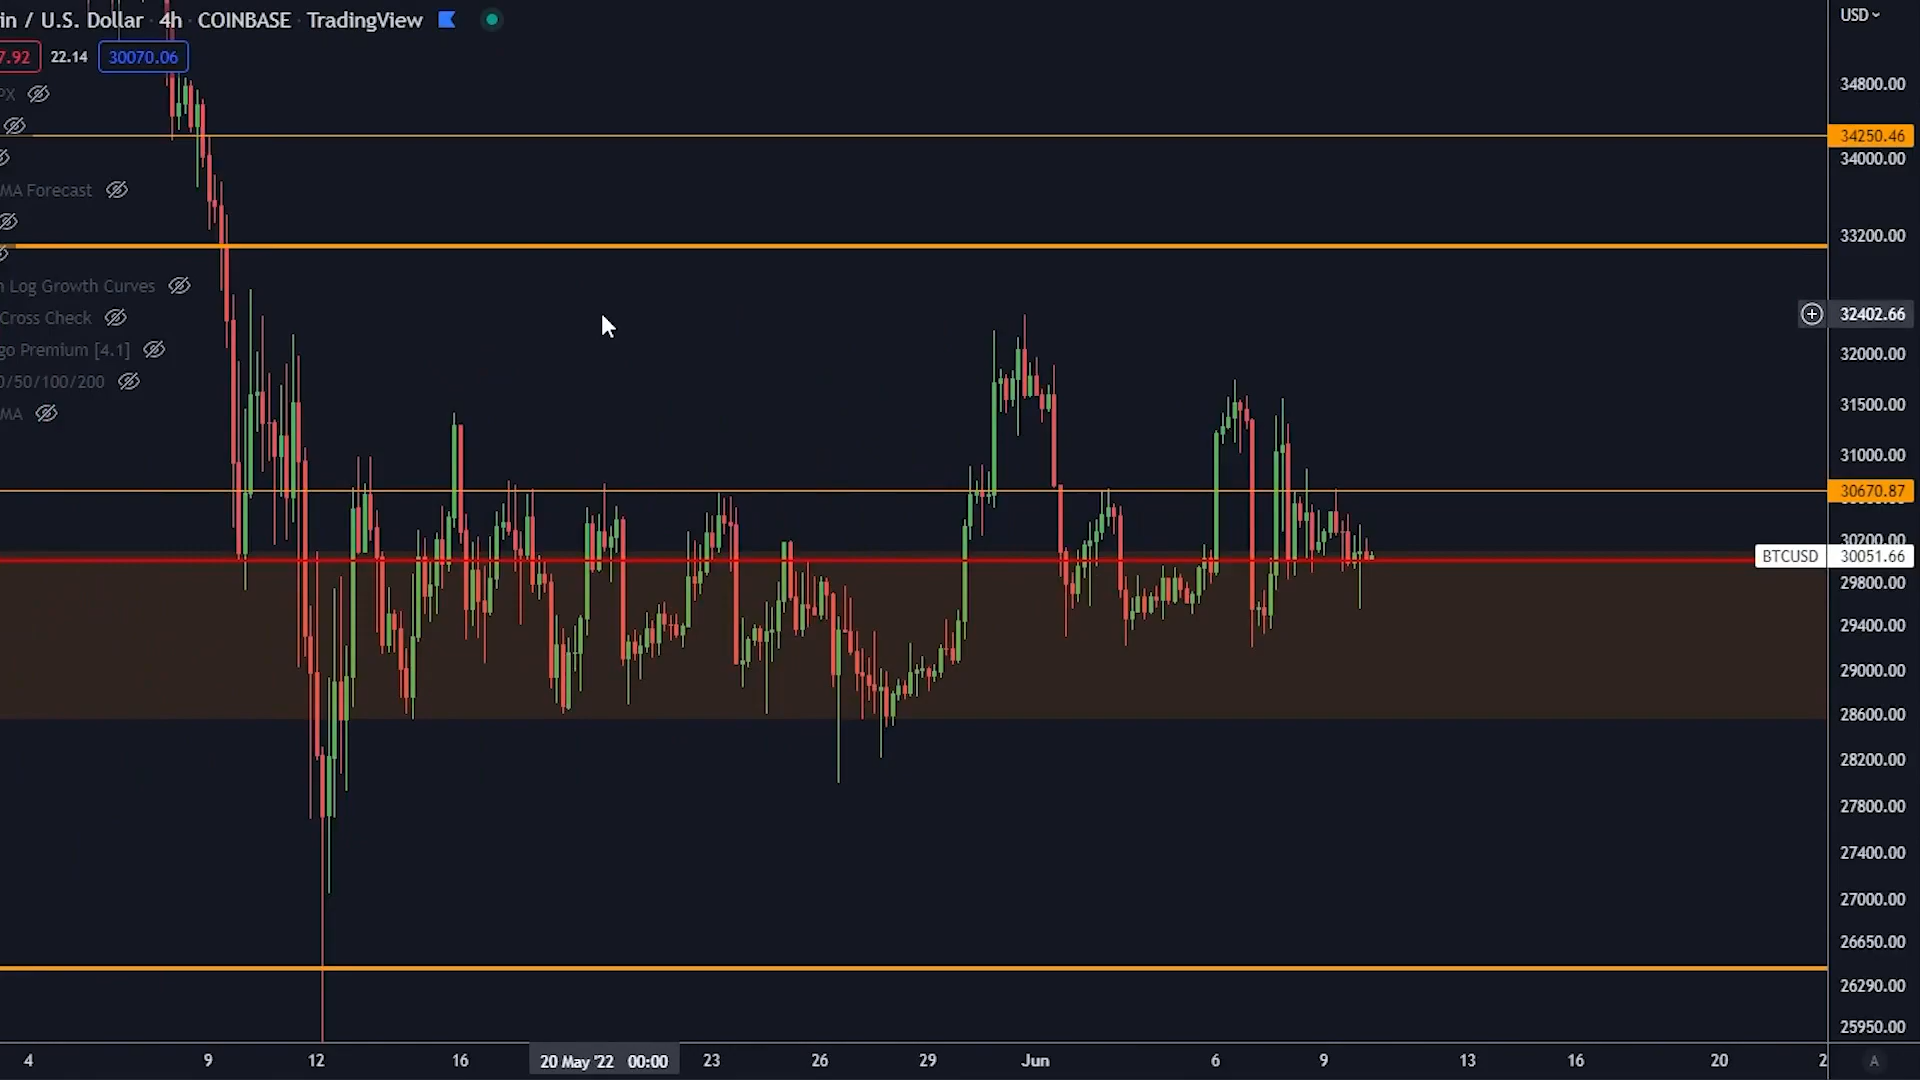 in / U.S. Dollar · 4h · COINBASE · TradingView
7.92 22.14 30070.06
PX
MA Forecast
n Log Growth Curves
Cross Check
go Premium [4.1]
0/50/100/200
MA
USD
34800.00
34250.46
34000.00
33200.00
32402.66
32000.00
31500.00
31000.00
30670.87
30200.00
BTCUSD 30051.66
29800.00
29400.00
29000.00
28600.00
28200.00
27800.00
27400.00
27000.00
26650.00
26290.00
25950.00
4 9 12 16 20 May '22 00:00 23 26 29 Jun 6 9 13 16 20 2 A